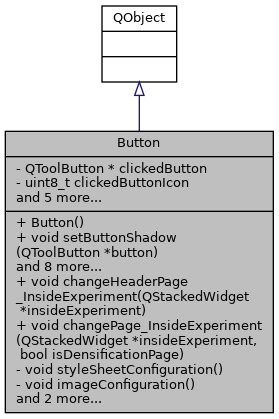 QObject
Button
- QToolButton * clickedButton
- uint8_t clickedButtonIcon
and 5 more...
+ Button()
+ void setButtonShadow
(QToolButton *button)
and 8 more...
+ void changeHeaderPage
_InsideExperiment(QStackedWidget
*insideExperiment)
+ void changePage_InsideExperiment
(QStackedWidget *insideExperiment,
bool isDensificationPage)
- void styleSheetConfiguration()
- void imageConfiguration()
and 2 more...